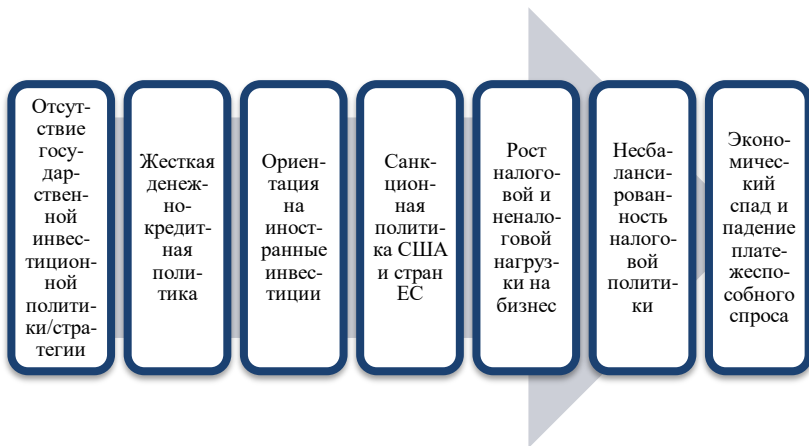 Отсут-
ствие
госу-
дар-
ствен-
ной
инвес-
тицион-
ной
полити-
ки/стра-
тегии
Жесткая
денеж-
но-
кредит-
ная
поли-
тика
Ориен-
тация
на
иност-
ранные
инвес-
тиции
Санк-
цион-
ная
полити-
ка США
и стран
ЕС
Рост
налого-
вой и
ненало-
говой
нагруз-
ки на
бизнес
Несба-
лансиро-
ван-
ность
налого-
вой
полити-
ки
Эконо-
мичес-
кий
спад и
падение
плате-
жеспо-
собного
спроса